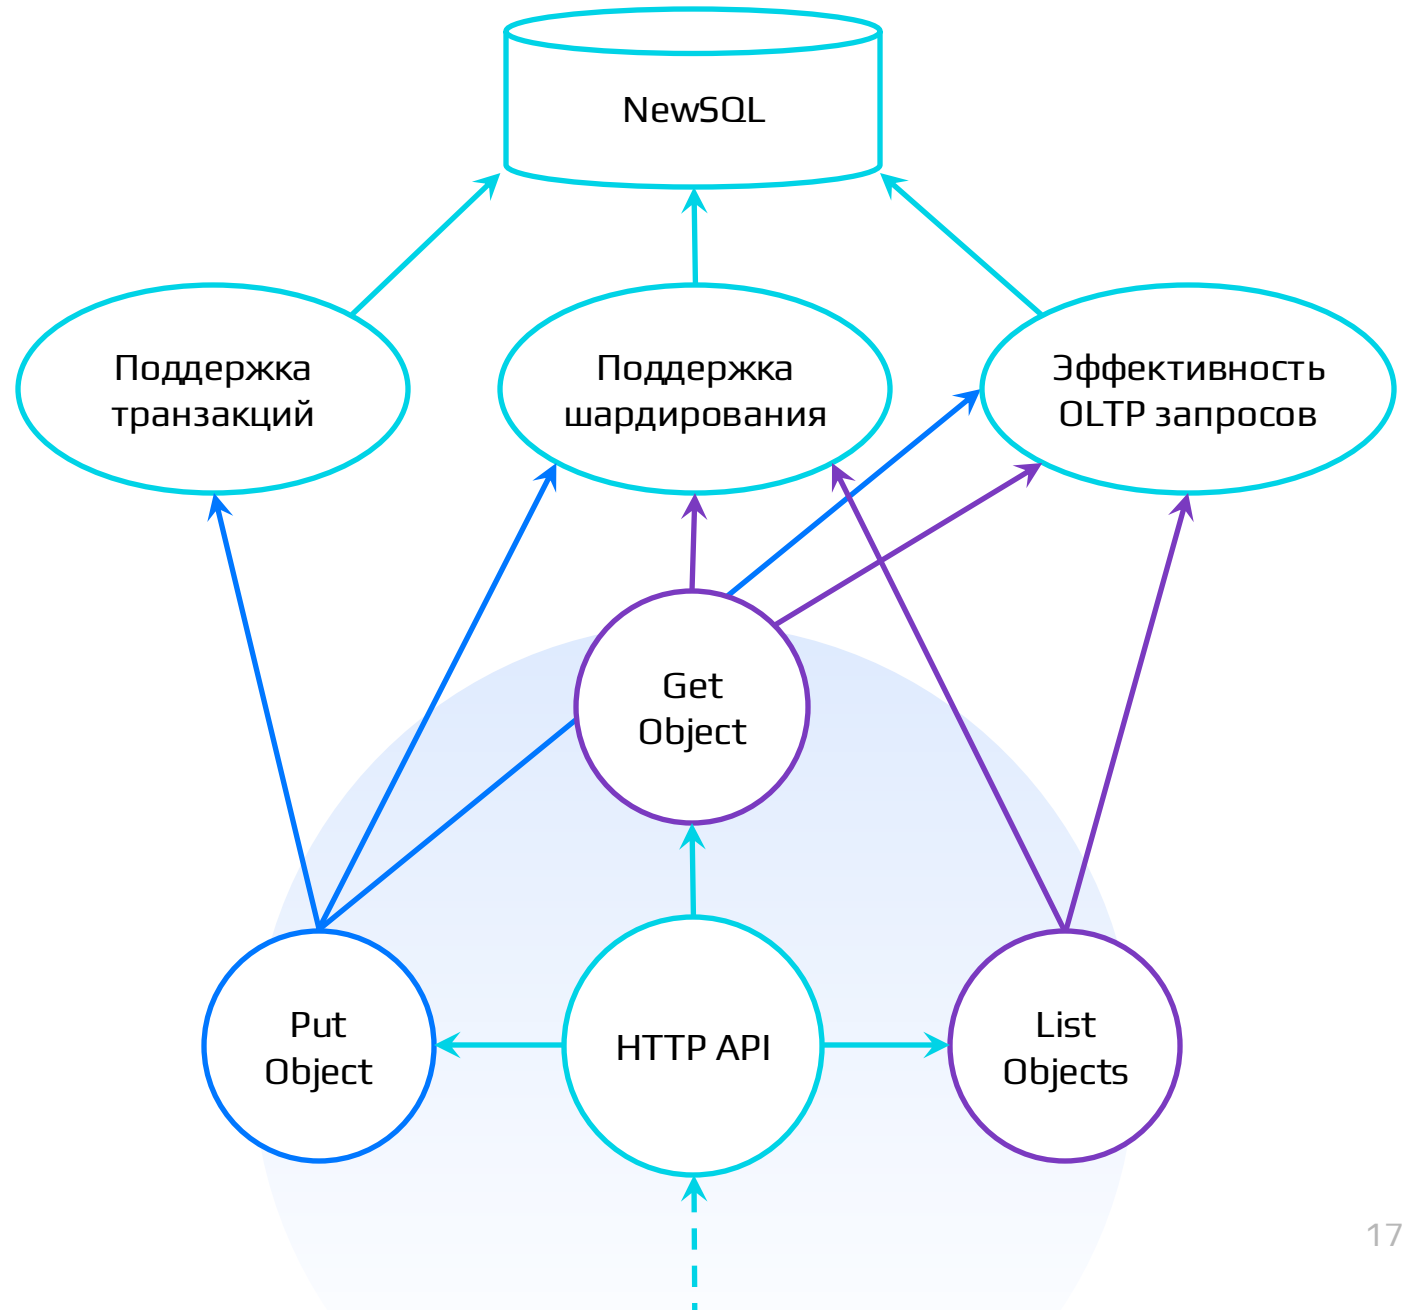 NewSQL
Поддержка
транзакций
Поддержка
шардирования
Эффективность
OLTP запросов
Get
Object
Put
Object
HTTP API
List
Objects
17